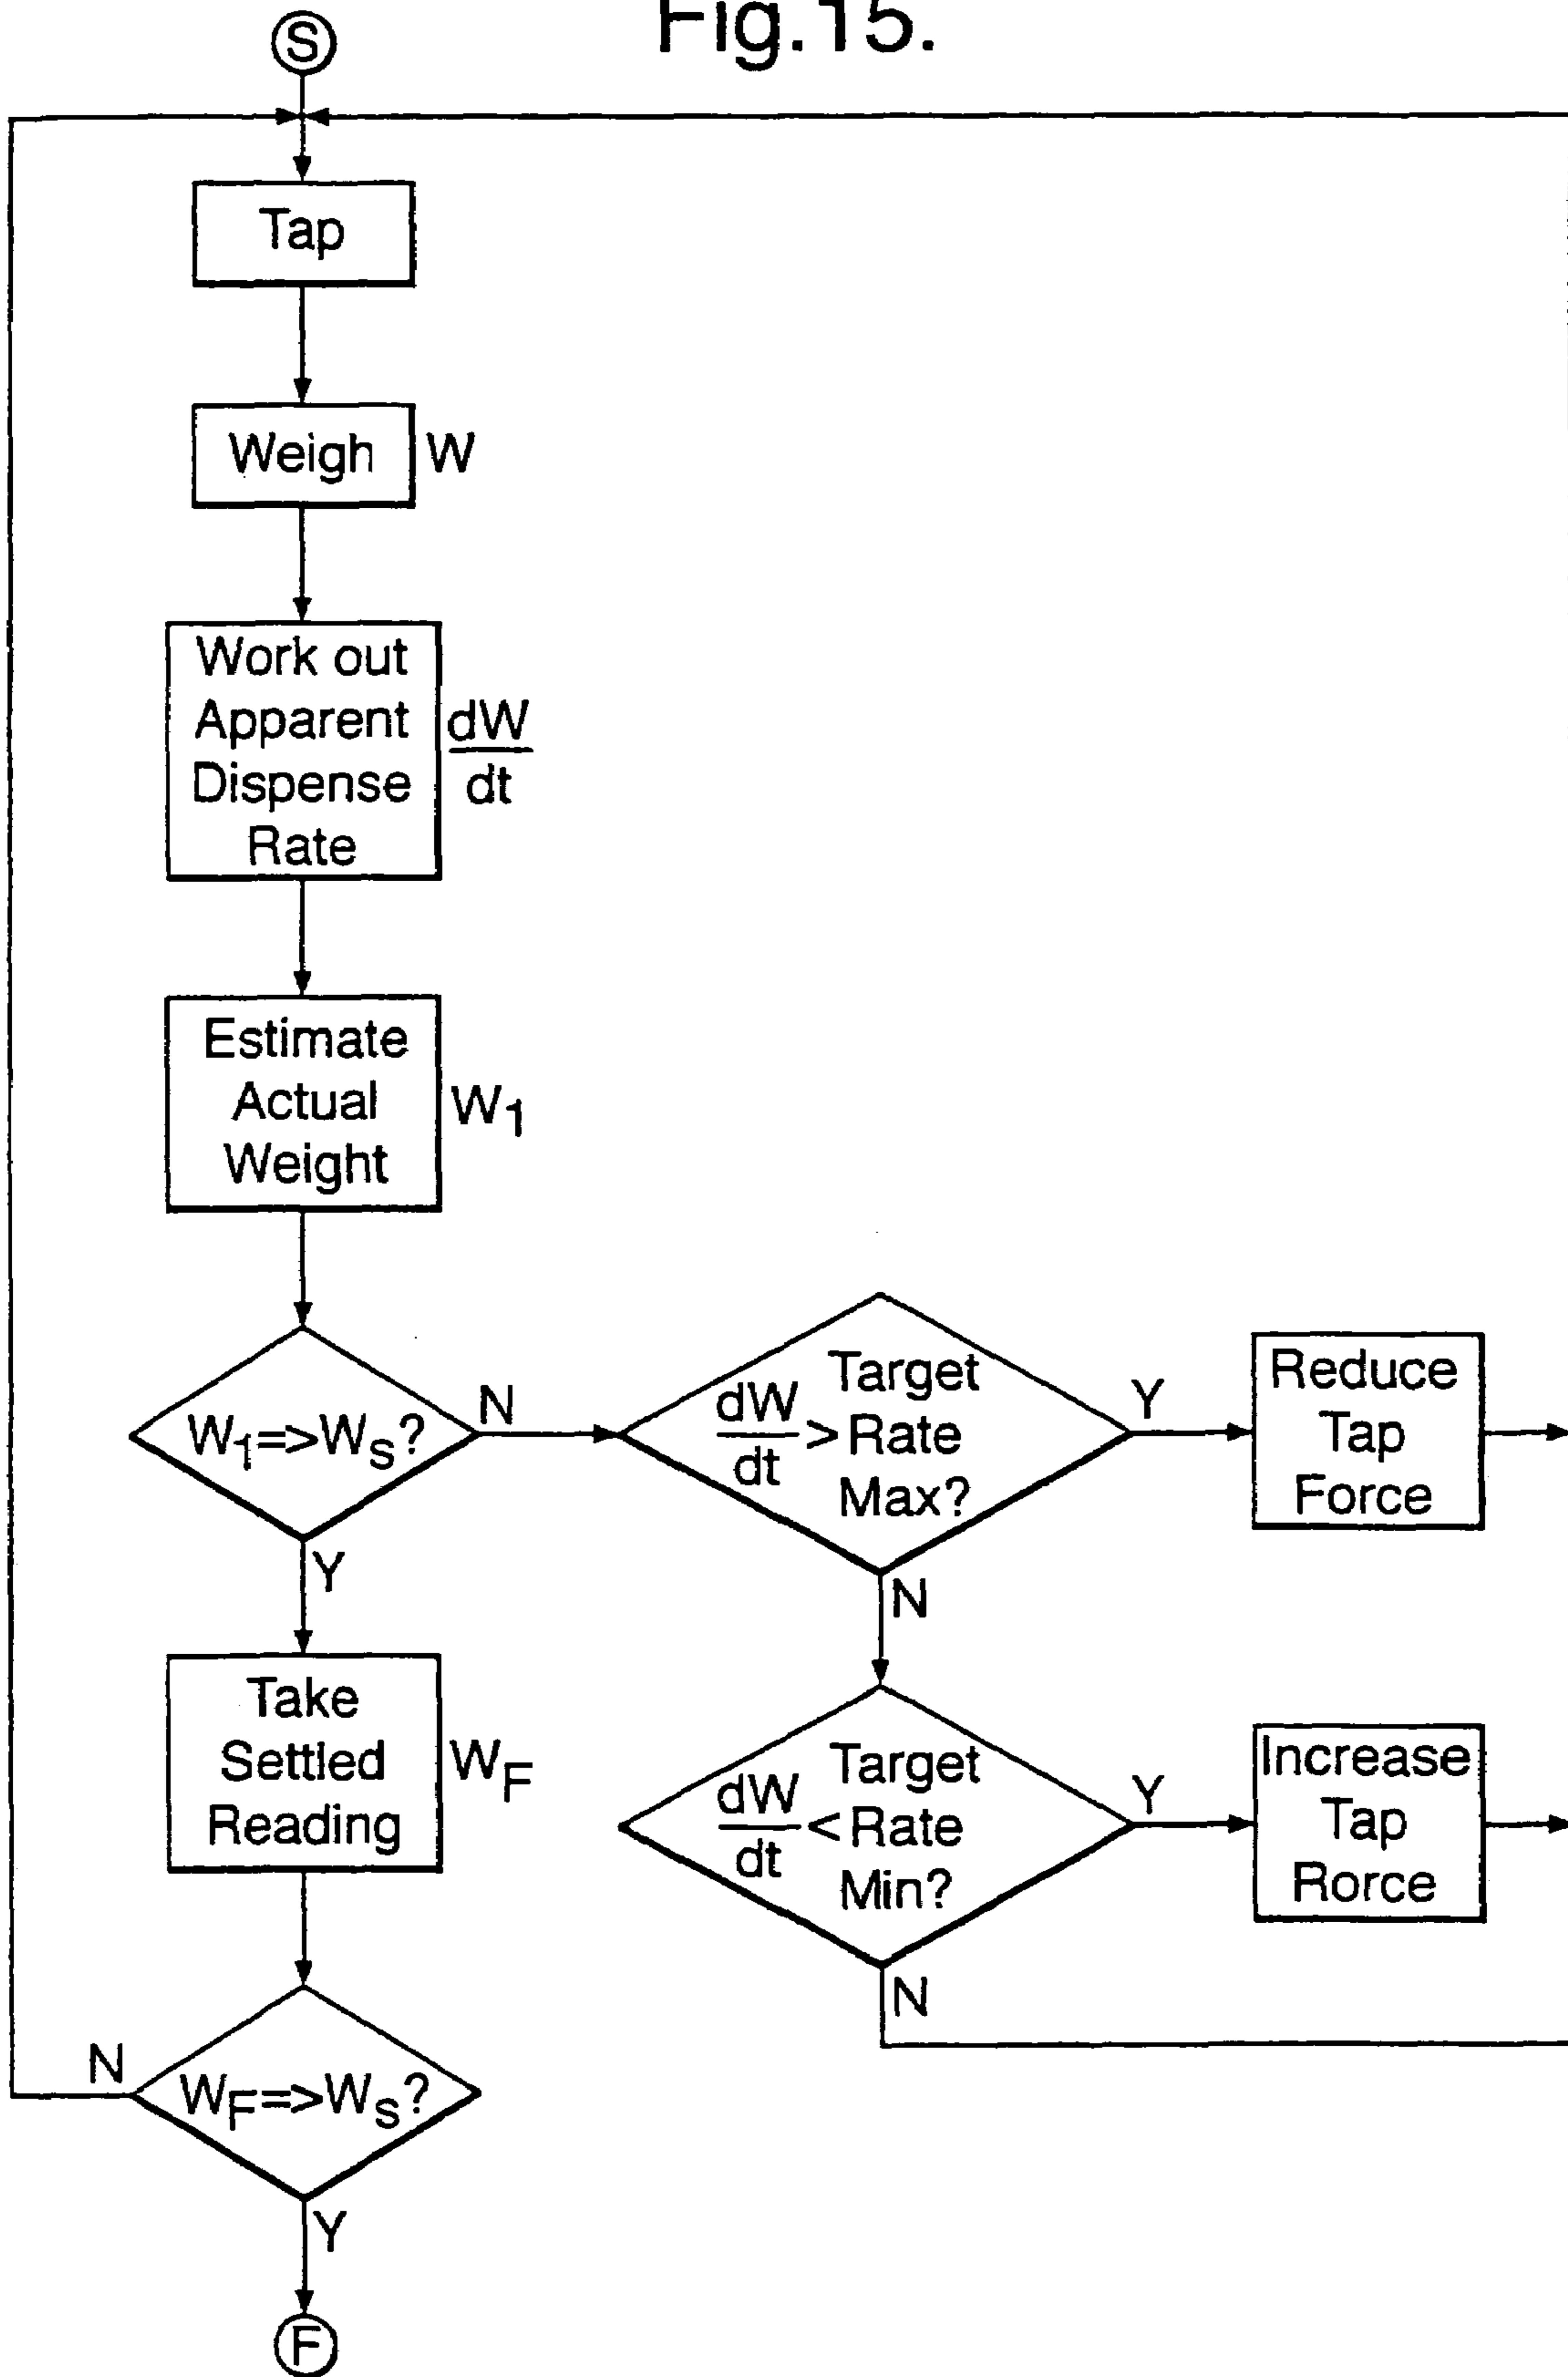 Fig.15.
S
Tap
Weigh
W
Work out
Apparent
Dispense
Rate
dW
dt
Estimate
Actual
Weight
W1
W1=>Ws?
N
Y
dW
dt
>
Target
Rate
Max?
Y
N
Reduce
Tap
Force
Take
Settled
Reading
WF
dW
dt
<
Target
Rate
Min?
Y
N
Increase
Tap
Rorce
WF=>Ws?
N
Y
F